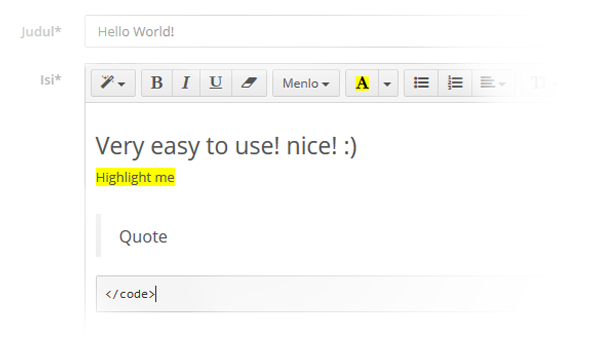 Judul* Hello World!
Isi*
B I U Menlo A
Very easy to use! nice! :)
Highlight me
Quote
</code>